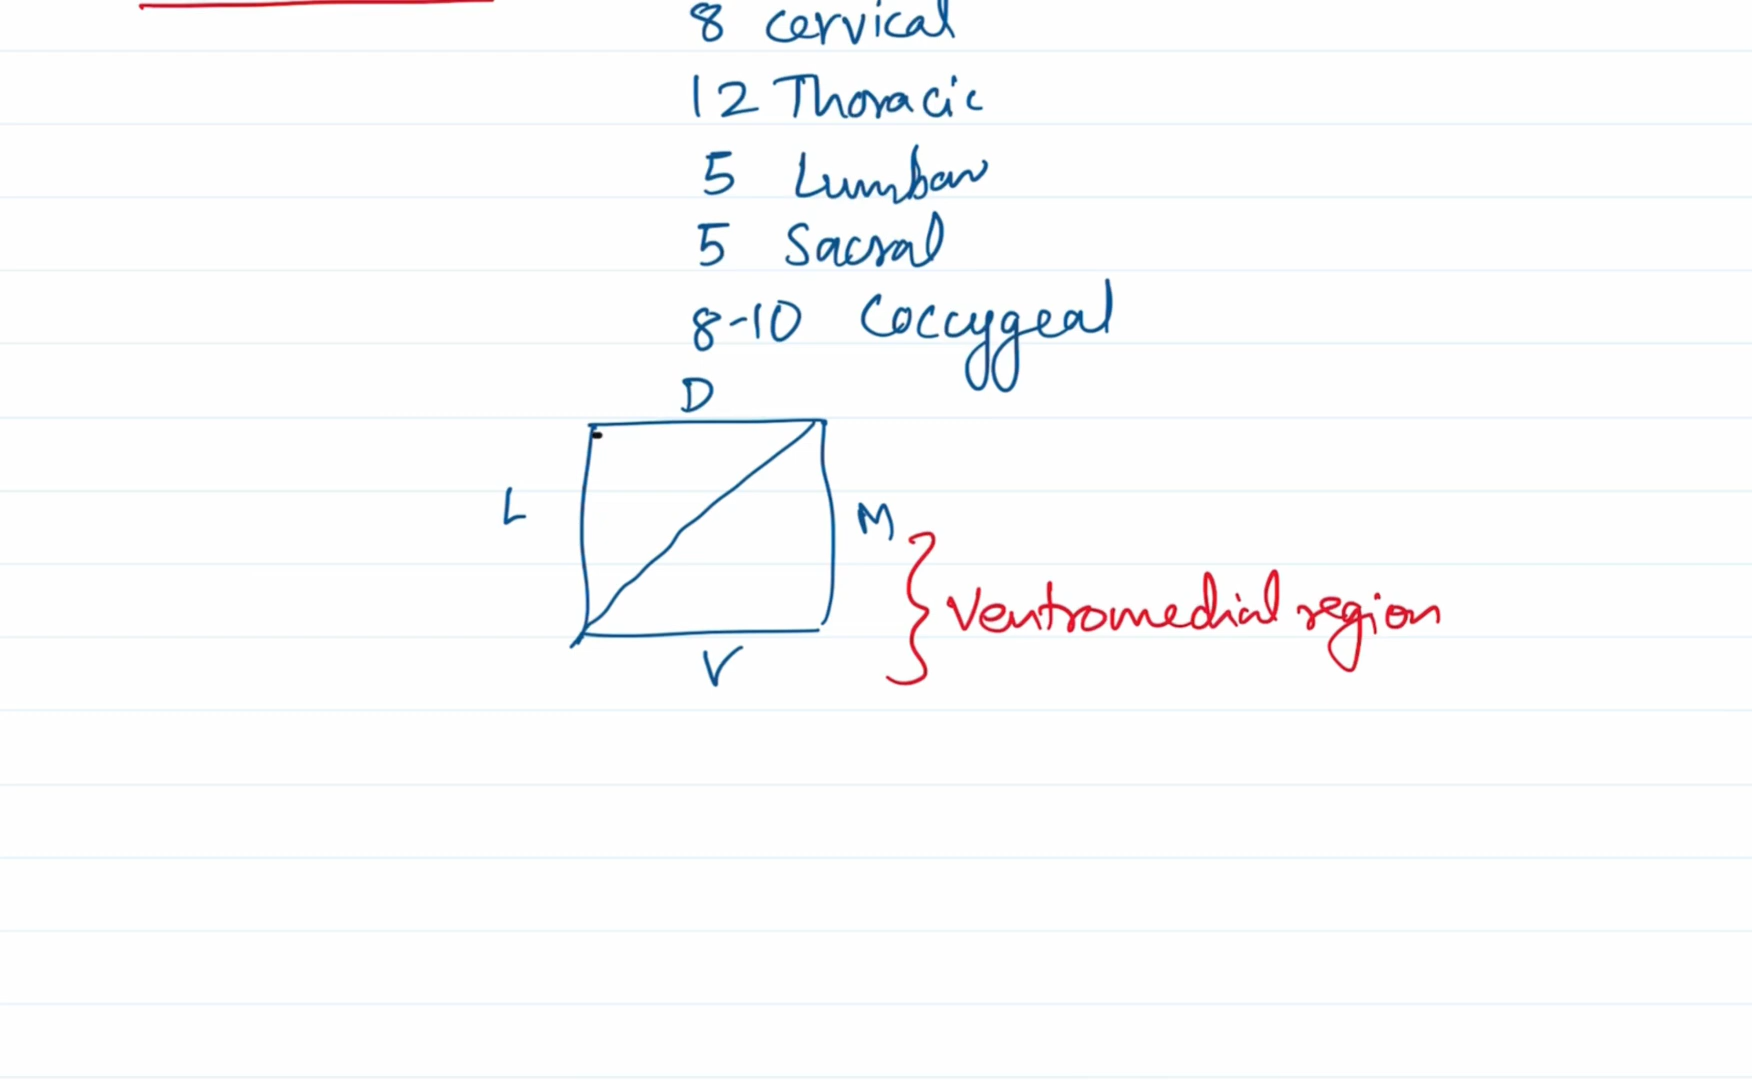 8 Cervical
12 Thoracic
5 Lumbar
5 Sacral
8-10 Coccygeal
D
L
M
} Ventromedial region
V